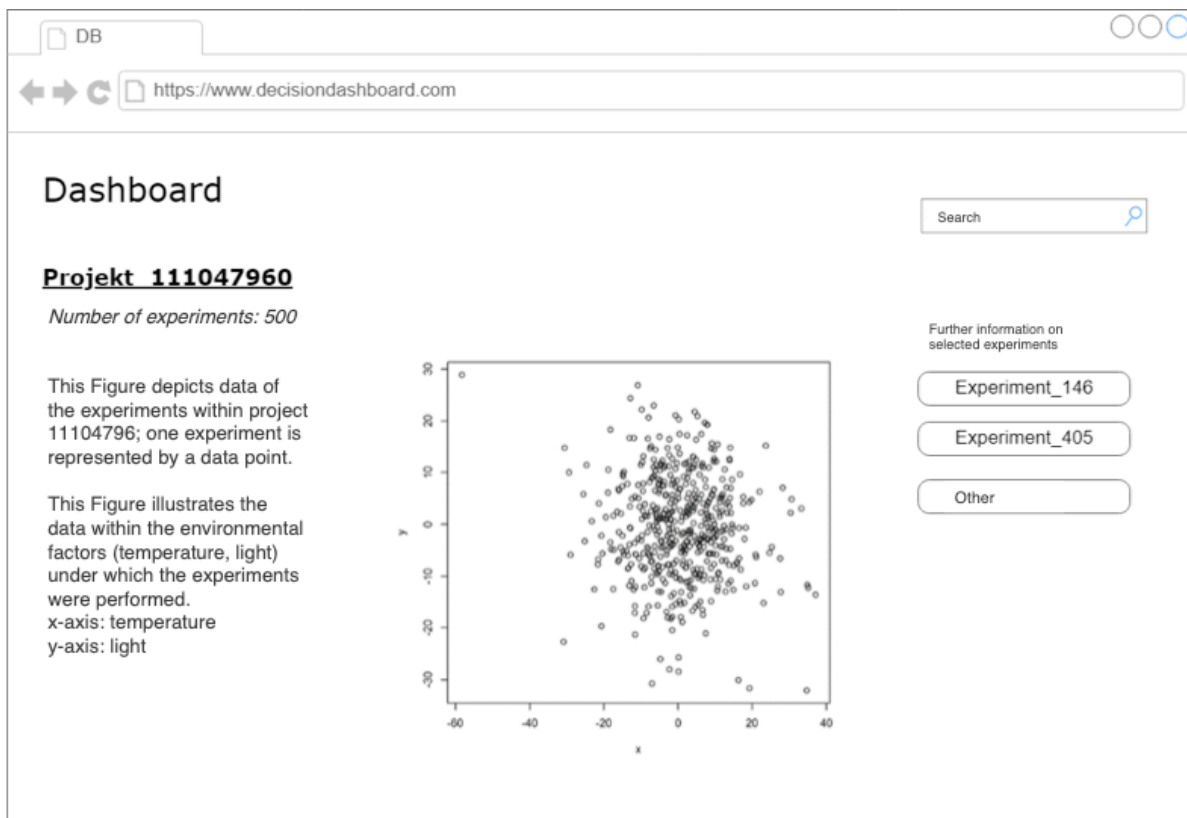 DB
https://www.decisiondashboard.com
Dashboard
Search
Projekt_111047960
Number of experiments: 500
This Figure depicts data of
the experiments within project
11104796; one experiment is
represented by a data point.
This Figure illustrates the
data within the environmental
factors (temperature, light)
under which the experiments
were performed.
x-axis: temperature
y-axis: light
30
20
10
0
-10
-20
-30
y
-60 -40 -20 0 20 40
x
Further information on
selected experiments
Experiment_146
Experiment_405
Other